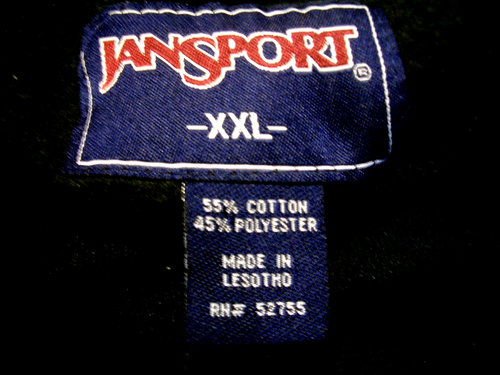 JANSPORT®
-XXL-
55% COTTON
45% POLYESTER
MADE IN
LESOTHO
RN# 52755